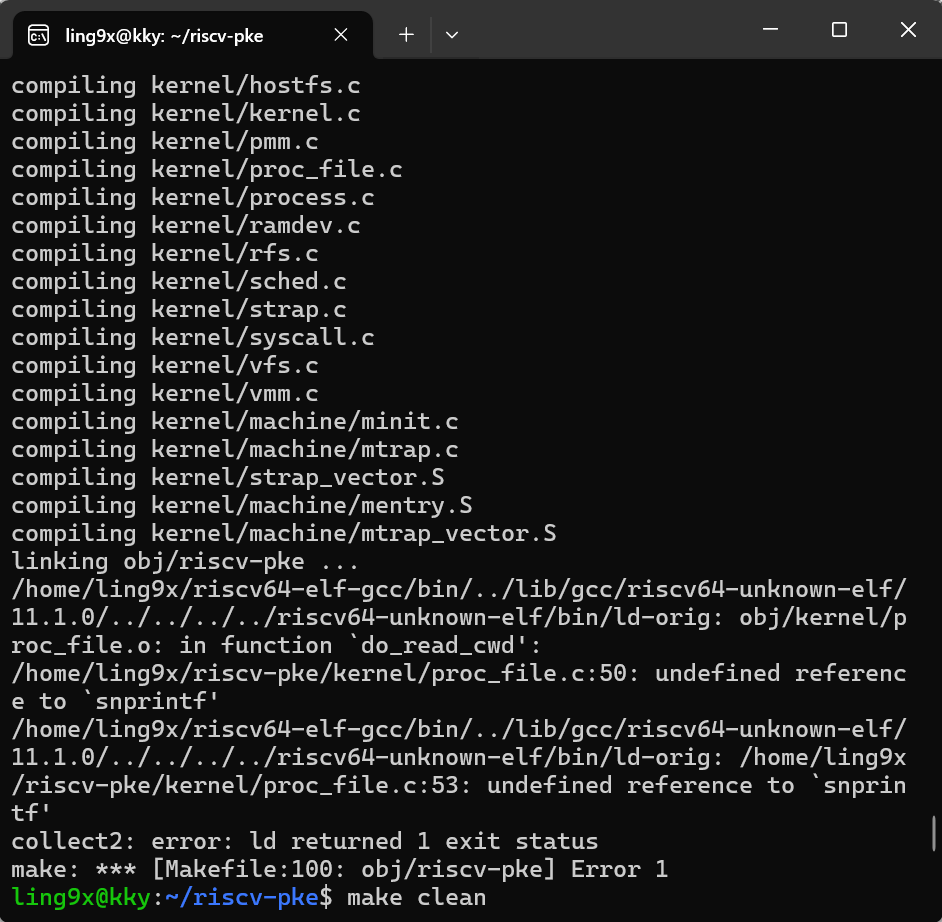 ling9x@kky: ~/riscv-pke
compiling kernel/hostfs.c
compiling kernel/kernel.c
compiling kernel/pmm.c
compiling kernel/proc_file.c
compiling kernel/process.c
compiling kernel/ramdev.c
compiling kernel/rfs.c
compiling kernel/sched.c
compiling kernel/strap.c
compiling kernel/syscall.c
compiling kernel/vfs.c
compiling kernel/vmm.c
compiling kernel/machine/minit.c
compiling kernel/machine/mtrap.c
compiling kernel/strap_vector.S
compiling kernel/machine/mentry.S
compiling kernel/machine/mtrap_vector.S
linking obj/riscv-pke ...
/home/ling9x/riscv64-elf-gcc/bin/../lib/gcc/riscv64-unknown-elf/
11.1.0/../../../../riscv64-unknown-elf/bin/ld-orig: obj/kernel/p
roc_file.o: in function `do_read_cwd':
/home/ling9x/riscv-pke/kernel/proc_file.c:50: undefined referenc
e to `snprintf'
/home/ling9x/riscv64-elf-gcc/bin/../lib/gcc/riscv64-unknown-elf/
11.1.0/../../../../riscv64-unknown-elf/bin/ld-orig: /home/ling9x
/riscv-pke/kernel/proc_file.c:53: undefined reference to `snprin
tf'
collect2: error: ld returned 1 exit status
make: *** [Makefile:100: obj/riscv-pke] Error 1
ling9x@kky:~/riscv-pke$ make clean